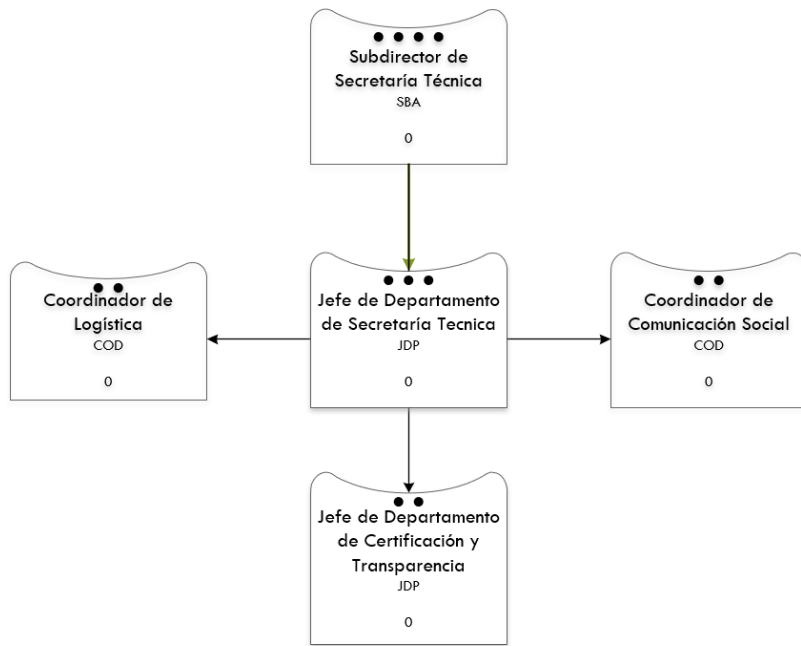 Subdirector de
Secretaría Técnica
SBA
0
Coordinador de
Logística
COD
0
Jefe de Departamento
de Secretaría Tecnica
JDP
0
Coordinador de
Comunicación Social
COD
0
Jefe de Departamento
de Certificación y
Transparencia
JDP
0